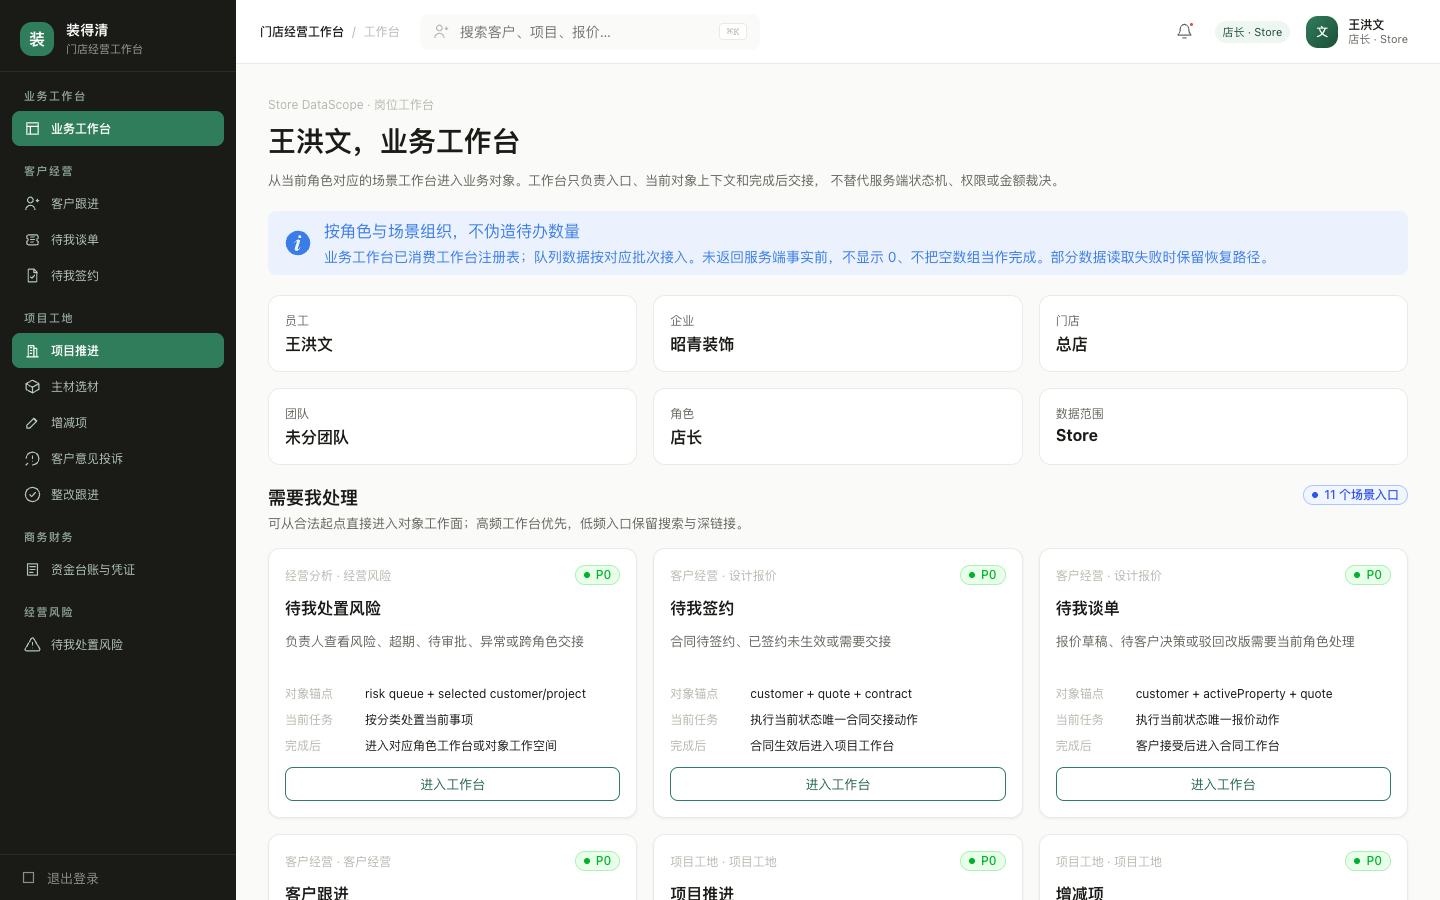 装
装得清
门店经营工作台
业务工作台
业务工作台
客户经营
客户跟进
待我谈单
待我签约
项目工地
项目推进
主材选材
增减项
客户意见投诉
整改跟进
商务财务
资金台账与凭证
经营风险
待我处置风险
退出登录
门店经营工作台 / 工作台
搜索客户、项目、报价...
⌘K
店长 · Store
文
王洪文
店长 · Store
Store DataScope · 岗位工作台
王洪文，业务工作台
从当前角色对应的场景工作台进入业务对象。工作台只负责入口、当前对象上下文和完成后交接， 不替代服务端状态机、权限或金额裁决。
按角色与场景组织，不伪造待办数量
业务工作台已消费工作台注册表；队列数据按对应批次接入。未返回服务端事实前，不显示 0、不把空数组当作完成。部分数据读取失败时保留恢复路径。
员工
王洪文
企业
昭青装饰
门店
总店
团队
未分团队
角色
店长
数据范围
Store
需要我处理
11 个场景入口
可从合法起点直接进入对象工作面；高频工作台优先，低频入口保留搜索与深链接。
经营分析 · 经营风险
P0
待我处置风险
负责人查看风险、超期、待审批、异常或跨角色交接
对象锚点 risk queue + selected customer/project
当前任务 按分类处置当前事项
完成后 进入对应角色工作台或对象工作空间
进入工作台
客户经营 · 设计报价
P0
待我签约
合同待签约、已签约未生效或需要交接
对象锚点 customer + quote + contract
当前任务 执行当前状态唯一合同交接动作
完成后 合同生效后进入项目工作台
进入工作台
客户经营 · 设计报价
P0
待我谈单
报价草稿、待客户决策或驳回改版需要当前角色处理
对象锚点 customer + activeProperty + quote
当前任务 执行当前状态唯一报价动作
完成后 客户接受后进入合同工作台
进入工作台
客户经营 · 客户经营
P0
客户跟进
项目工地 · 项目工地
P0
项目推进
项目工地 · 项目工地
P0
增减项